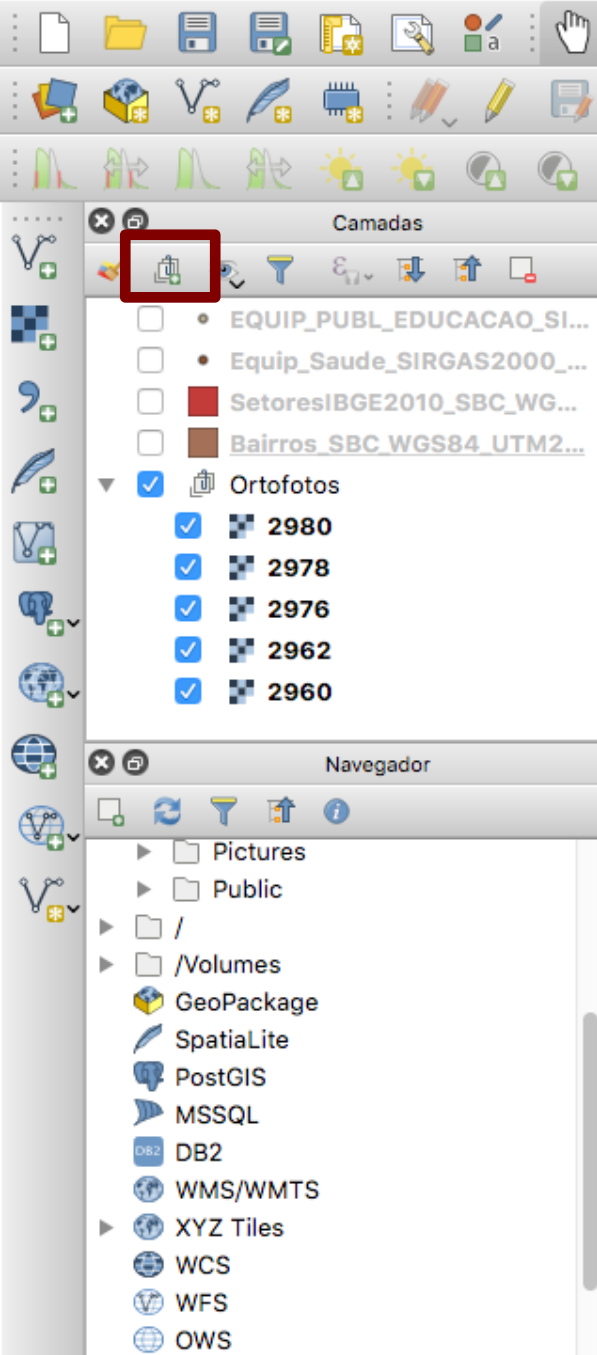 a
Camadas
ε
EQUIP_PUBL_EDUCACAO_SI...
Equip_Saude_SIRGAS2000_...
SetoresIBGE2010_SBC_WG...
Bairros_SBC_WGS84_UTM2...
Ortofotos
2980
2978
2976
2962
2960
Navegador
Pictures
Public
/
/Volumes
GeoPackage
SpatiaLite
PostGIS
MSSQL
DB2 DB2
WMS/WMTS
XYZ Tiles
WCS
WFS
OWS